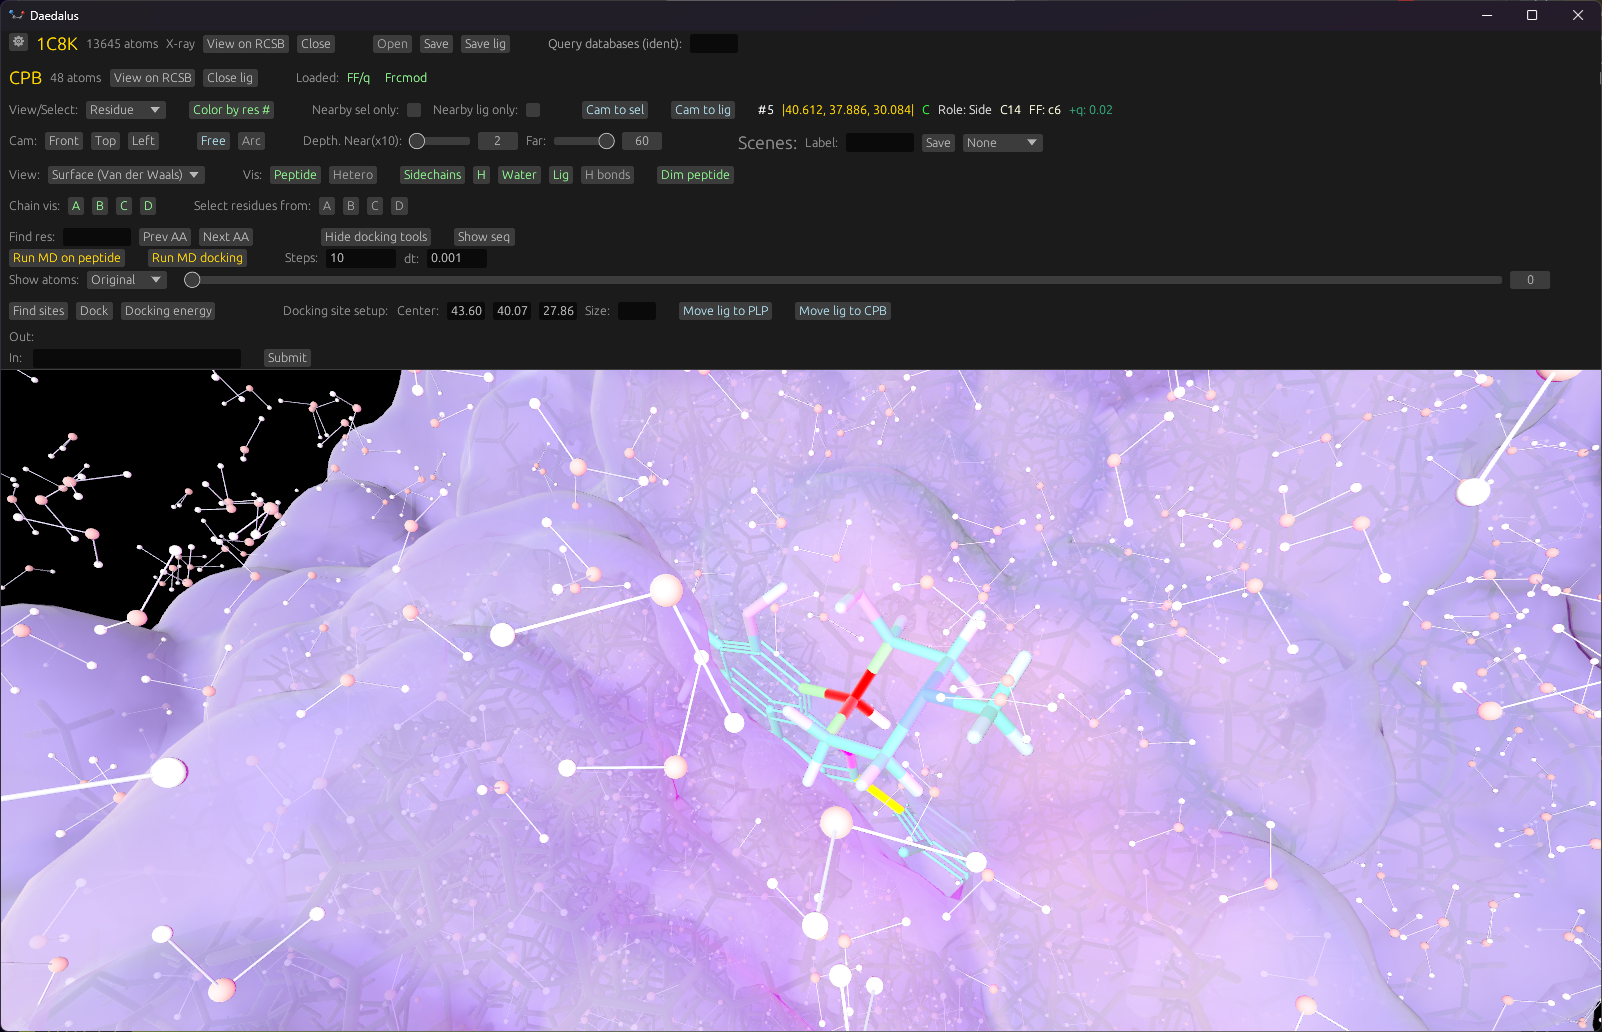 Daedalus
1C8K 13645 atoms X-ray View on RCSB Close Open Save Save lig Query databases (ident):
CPB 48 atoms View on RCSB Close lig Loaded: FF/q Frcmod
View/Select: Residue Color by res # Nearby sel only: Nearby lig only: Cam to sel Cam to lig #5 |40.612, 37.886, 30.084| C Role: Side C14 FF: c6 +q: 0.02
Cam: Front Top Left Free Arc Depth. Near(x10): 2 Far: 60 Scenes: Label: Save None
View: Surface (Van der Waals) Vis: Peptide Hetero Sidechains H Water Lig H bonds Dim peptide
Chain vis: A B C D Select residues from: A B C D
Find res: Prev AA Next AA Hide docking tools Show seq
Run MD on peptide Run MD docking Steps: 10 dt: 0.001
Show atoms: Original 0
Find sites Dock Docking energy Docking site setup: Center: 43.60 40.07 27.86 Size: Move lig to PLP Move lig to CPB
Out:
In: Submit